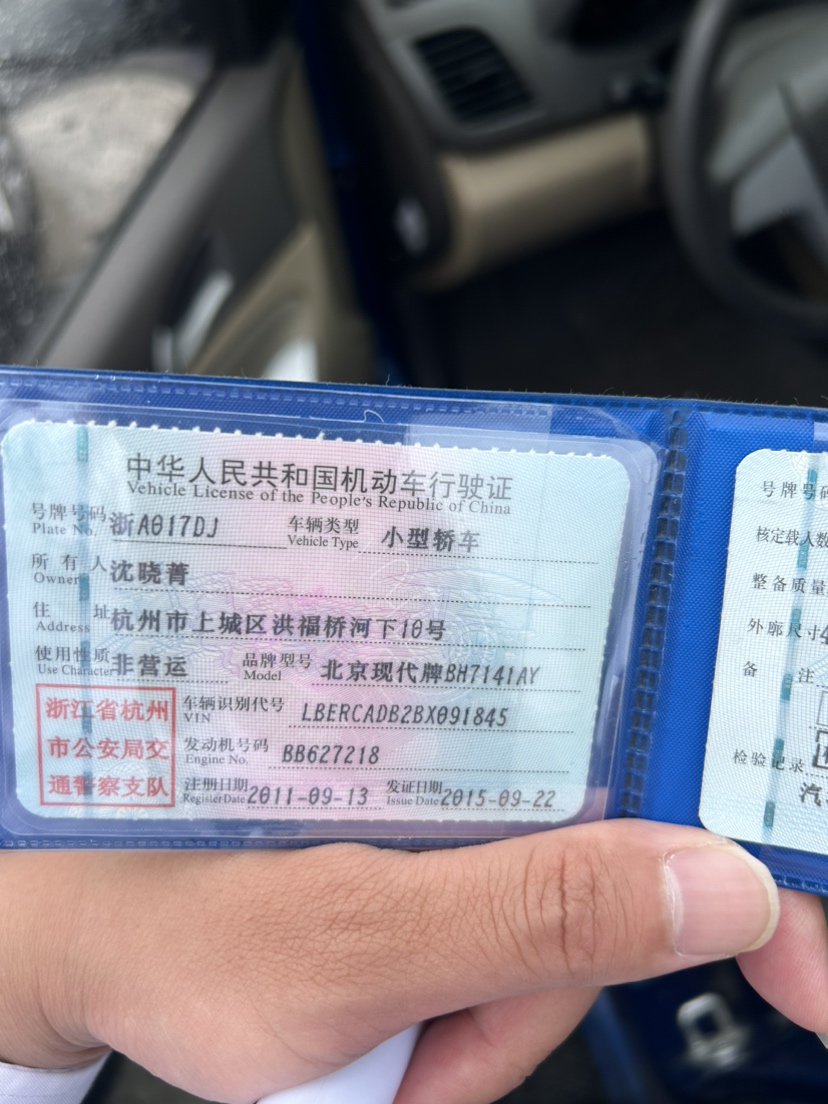 中华人民共和国机动车行驶证
Vehicle License of the People's Republic of China
号牌号码 浙A017DJ 车辆类型 小型轿车
Plate No. Vehicle Type
所有人 沈晓菁
Owner
住址 杭州市上城区洪福桥河下10号
Address
使用性质 非营运 品牌型号 北京现代牌BH7141AY
Use Character Model
浙江省杭州
市公安局交
通警察支队
车辆识别代号 LBERCADB2BX091845
VIN
发动机号码 BB627218
Engine No.
注册日期 2011-09-13 发证日期 2015-09-22
Register Date Issue Date
号牌号码
核定载人数
整备质量
外廓尺寸
备注
检验记录